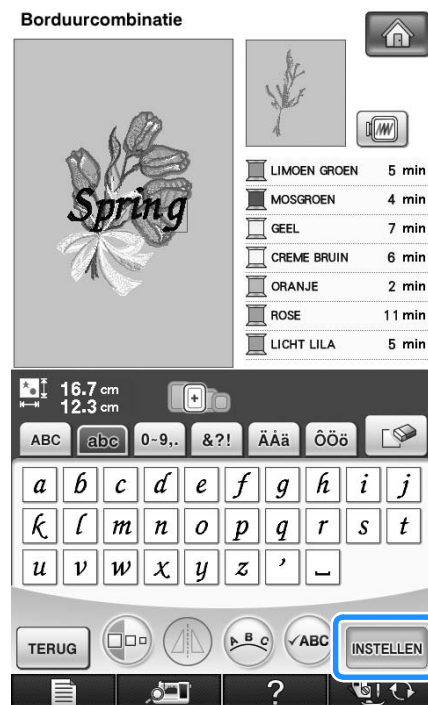 Borduurcombinatie
Spring
LIMOEN GROEN 5 min
MOSGROEN 4 min
GEEL 7 min
CREME BRUIN 6 min
ORANJE 2 min
ROSE 11 min
LICHT LILA 5 min
16.7 cm
12.3 cm
ABC abc 0~9,. &?! ÄÅä ÔÖö
a b c d e f g h i j
k l m n o p q r s t
u v w x y z ’ ⎵
TERUG ABC ✓ABC INSTELLEN
?